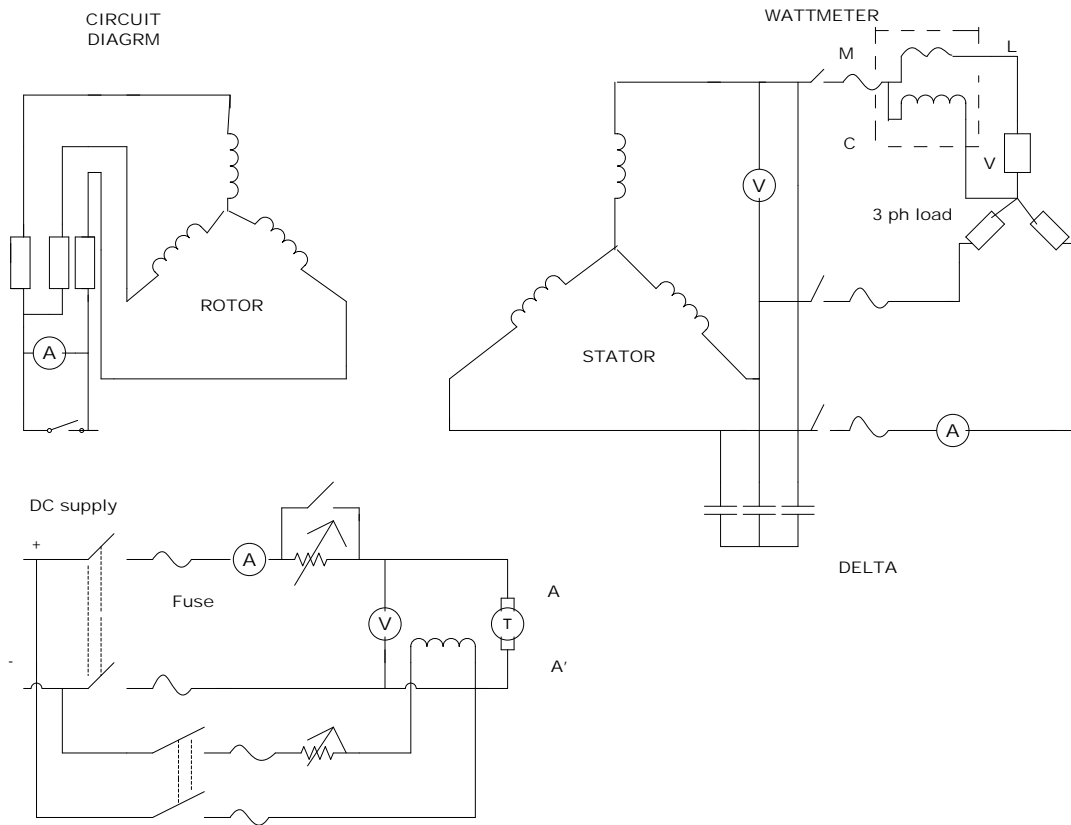 CIRCUIT
DIAGRM
WATTMETER
M
L
C
V
V
3 ph load
ROTOR
A
STATOR
A
DC supply
+
A
DELTA
Fuse
A
V
T
-
A'